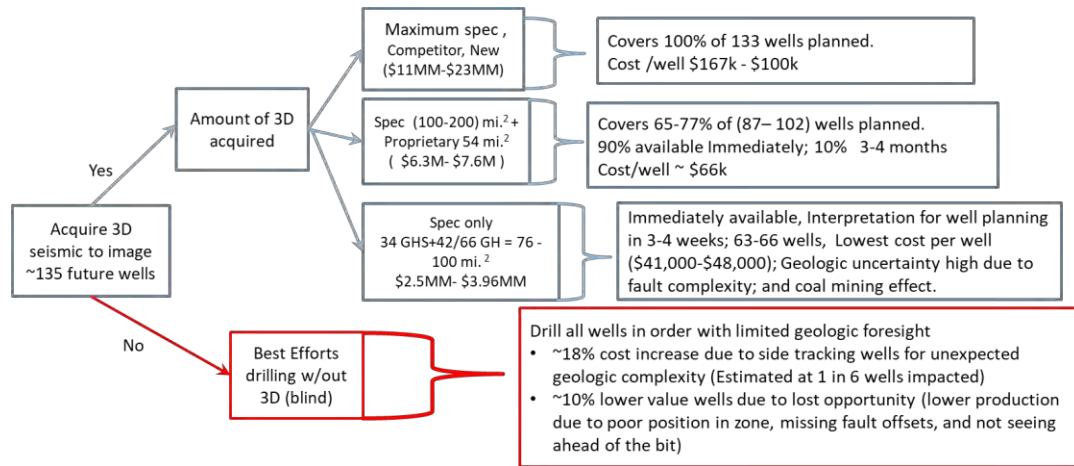 Maximum spec ,
Competitor, New
($11MM-$23MM)
Covers 100% of 133 wells planned.
Cost /well $167k - $100k
Amount of 3D
acquired
Spec (100-200) mi.² +
Proprietary 54 mi.²
( $6.3M- $7.6M )
Covers 65-77% of (87– 102) wells planned.
90% available Immediately; 10% 3-4 months
Cost/well ~ $66k
Yes
Acquire 3D
seismic to image
~135 future wells
Spec only
34 GHS+42/66 GH = 76 -
100 mi. ²
$2.5MM- $3.96MM
Immediately available, Interpretation for well planning
in 3-4 weeks; 63-66 wells, Lowest cost per well
($41,000-$48,000); Geologic uncertainty high due to
fault complexity; and coal mining effect.
No
Best Efforts
drilling w/out
3D (blind)
Drill all wells in order with limited geologic foresight
• ~18% cost increase due to side tracking wells for unexpected
geologic complexity (Estimated at 1 in 6 wells impacted)
• ~10% lower value wells due to lost opportunity (lower production
due to poor position in zone, missing fault offsets, and not seeing
ahead of the bit)